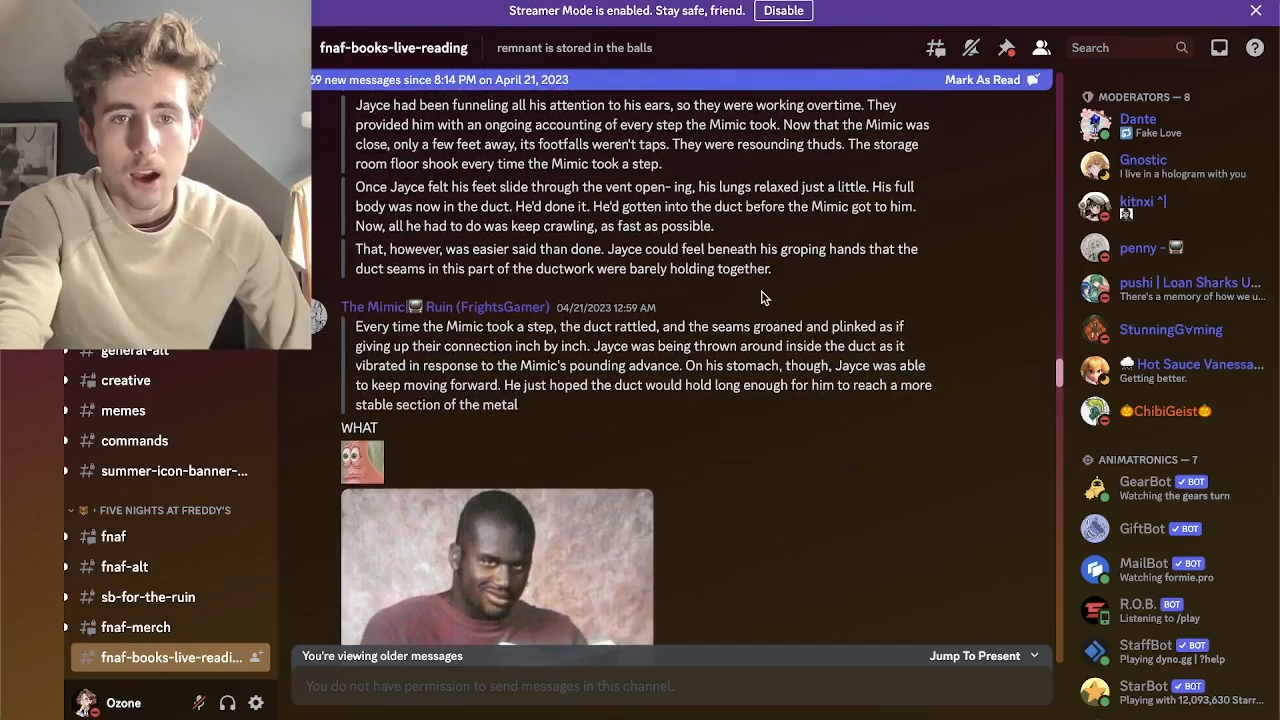 Streamer Mode is enabled. Stay safe, friend.
Disable
fnaf-books-live-reading
remnant is stored in the balls
Search
69 new messages since 8:14 PM on April 21, 2023
Mark As Read
Jayce had been funneling all his attention to his ears, so they were working overtime. They
provided him with an ongoing accounting of every step the Mimic took. Now that the Mimic was
close, only a few feet away, its footfalls weren't taps. They were resounding thuds. The storage
room floor shook every time the Mimic took a step.
Once Jayce felt his feet slide through the vent open- ing, his lungs relaxed just a little. His full
body was now in the duct. He'd done it. He'd gotten into the duct before the Mimic got to him.
Now, all he had to do was keep crawling, as fast as possible.
That, however, was easier said than done. Jayce could feel beneath his groping hands that the
duct seams in this part of the ductwork were barely holding together.
The Mimic Ruin (FrightsGamer) 04/21/2023 12:59 AM
Every time the Mimic took a step, the duct rattled, and the seams groaned and plinked as if
giving up their connection inch by inch. Jayce was being thrown around inside the duct as it
vibrated in response to the Mimic's pounding advance. On his stomach, though, Jayce was able
to keep moving forward. He just hoped the duct would hold long enough for him to reach a more
stable section of the metal
WHAT
You're viewing older messages
Jump To Present
You do not have permission to send messages in this channel.
general-alt
creative
memes
commands
summer-icon-banner-...
FIVE NIGHTS AT FREDDY'S
fnaf
fnaf-alt
sb-for-the-ruin
fnaf-merch
fnaf-books-live-readi...
Ozone
MODERATORS — 8
Dante
Fake Love
Gnostic
I live in a hologram with you
kitnxi ^|
penny -
pushi | Loan Sharks U...
There's a memory of how we u...
StunningG∀ming
Hot Sauce Vanessa...
Getting better.
ChibiGeist
ANIMATRONICS — 7
GearBot BOT
Watching the gears turn
GiftBot BOT
MailBot BOT
Watching formie.pro
R.O.B. BOT
Listening to /play
StaffBot BOT
Playing dyno.gg | ?help
StarBot BOT
Playing with 12,093,630 Starr...